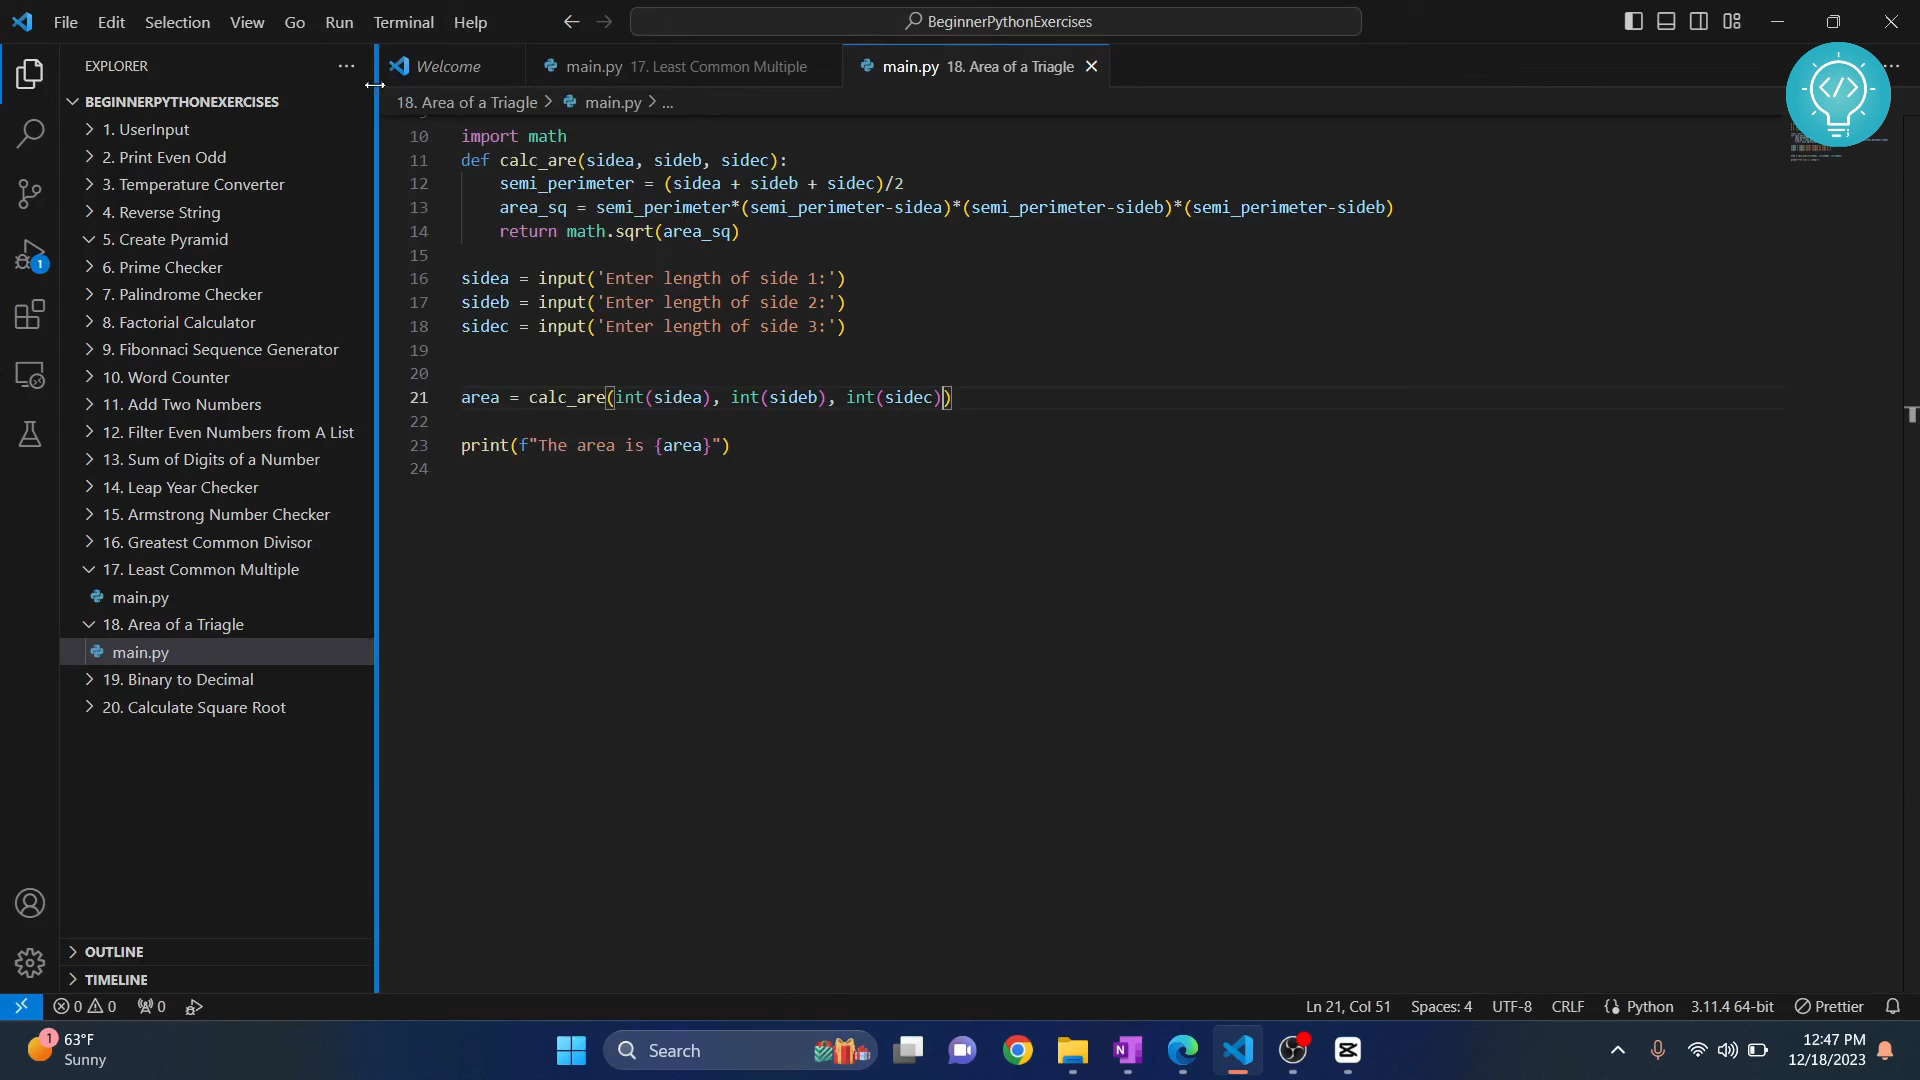 File Edit Selection View Go Run Terminal Help
BeginnerPythonExercises
EXPLORER
BEGINNERPYTHONEXERCISES
1. UserInput
2. Print Even Odd
3. Temperature Converter
4. Reverse String
5. Create Pyramid
6. Prime Checker
7. Palindrome Checker
8. Factorial Calculator
9. Fibonnaci Sequence Generator
10. Word Counter
11. Add Two Numbers
12. Filter Even Numbers from A List
13. Sum of Digits of a Number
14. Leap Year Checker
15. Armstrong Number Checker
16. Greatest Common Divisor
17. Least Common Multiple
main.py
18. Area of a Triagle
main.py
19. Binary to Decimal
20. Calculate Square Root
OUTLINE
TIMELINE
1
Welcome
main.py 17. Least Common Multiple
main.py 18. Area of a Triagle
18. Area of a Triagle > main.py > ...
10 import math
11 def calc_are(sidea, sideb, sidec):
12 semi_perimeter = (sidea + sideb + sidec)/2
13 area_sq = semi_perimeter*(semi_perimeter-sidea)*(semi_perimeter-sideb)*(semi_perimeter-sideb)
14 return math.sqrt(area_sq)
15
16 sidea = input('Enter length of side 1:')
17 sideb = input('Enter length of side 2:')
18 sidec = input('Enter length of side 3:')
19
20
21 area = calc_are(int(sidea), int(sideb), int(sidec))
22
23 print(f"The area is {area}")
24
</>
0 0 0
Ln 21, Col 51 Spaces: 4 UTF-8 CRLF Python 3.11.4 64-bit Prettier
1
63°F
Sunny
Search
12:47 PM
12/18/2023